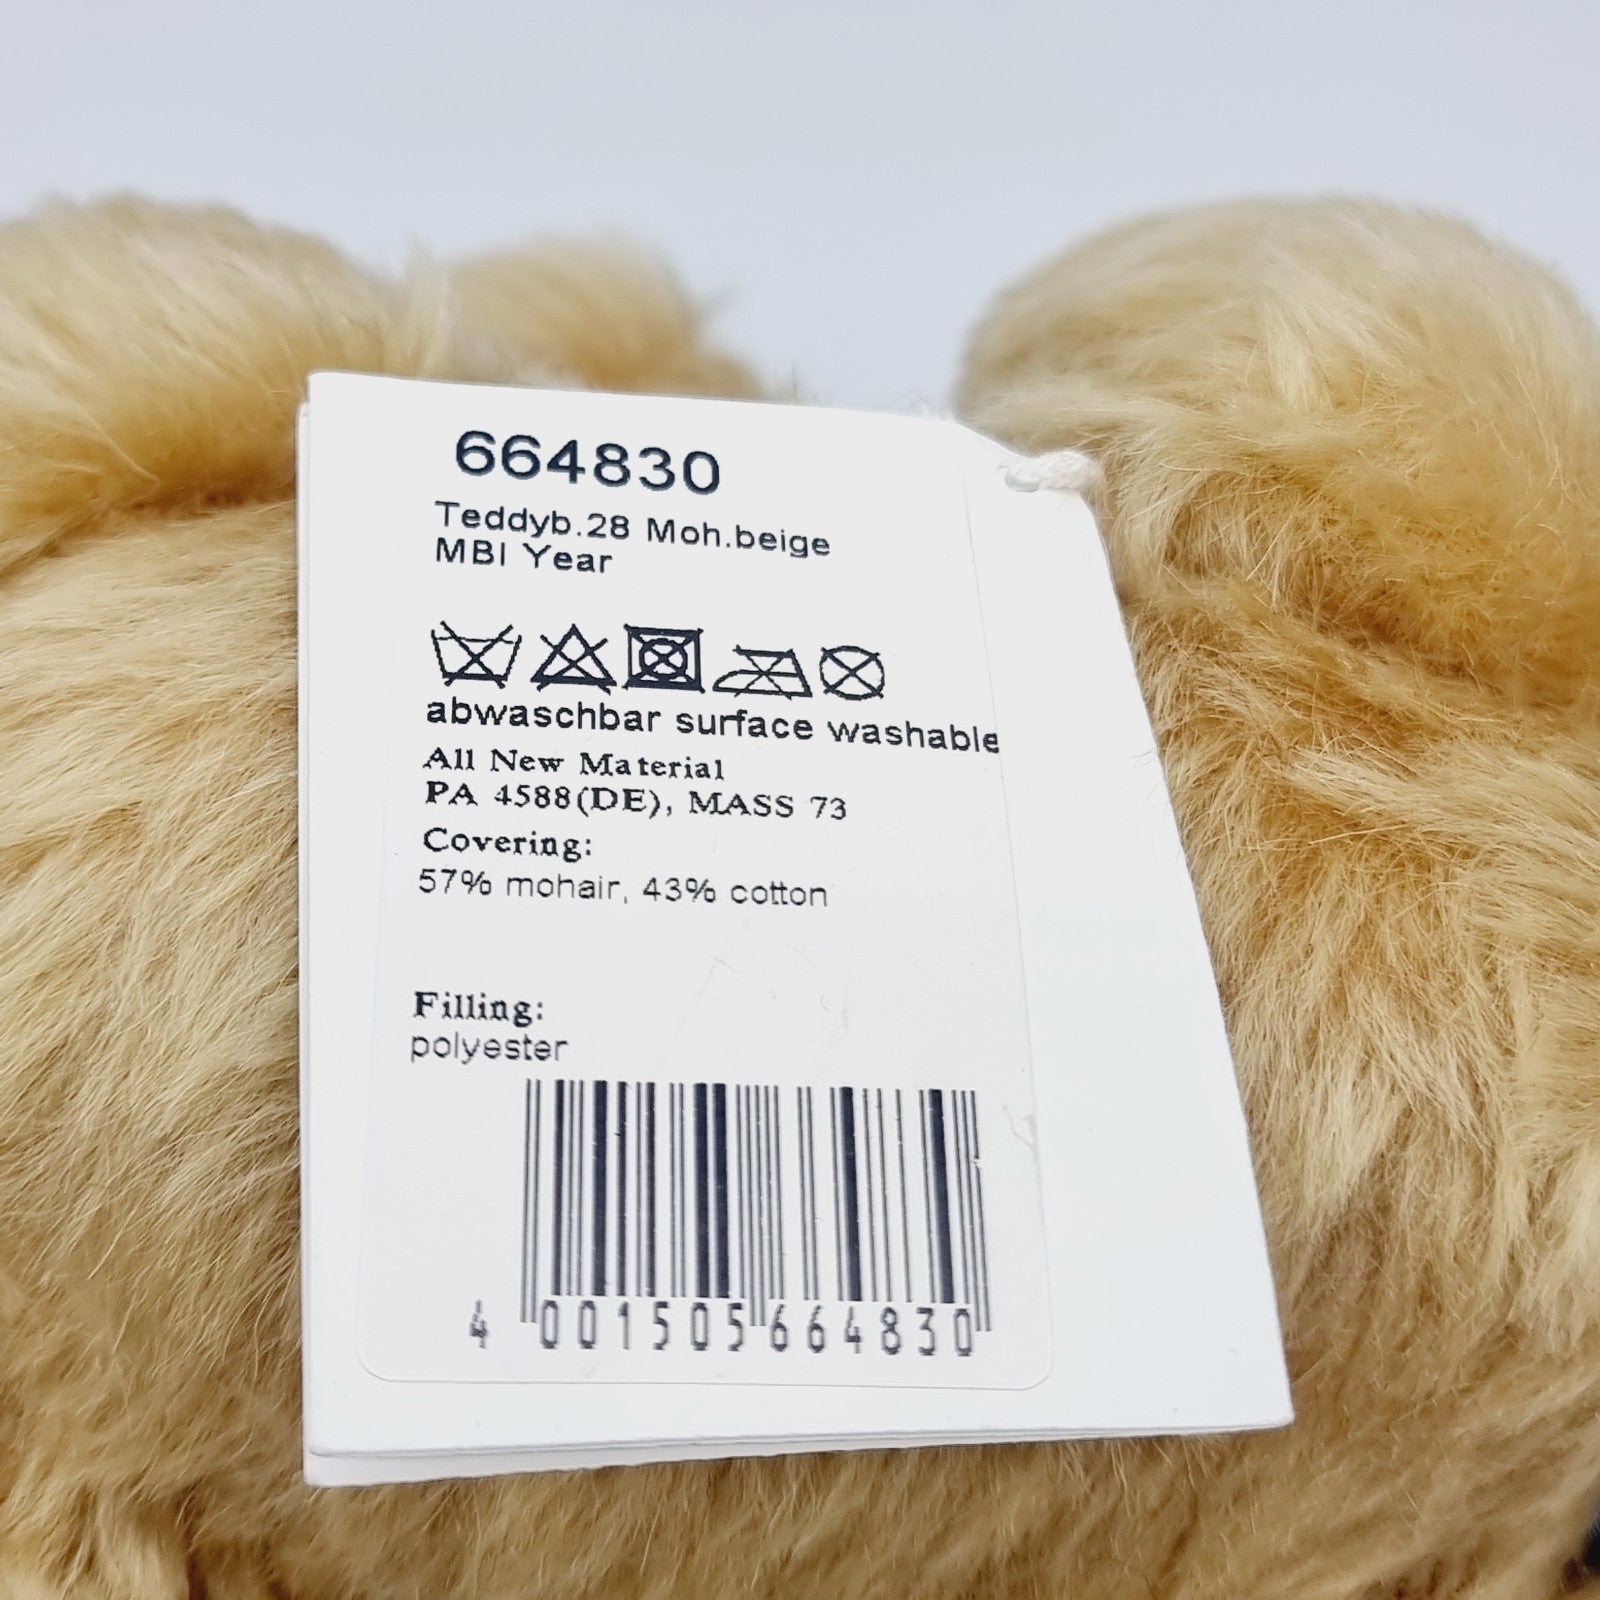 664830
Teddyb.28 Moh.beige
MBI Year
abwaschbar surface washable
All New Material
PA 4588(DE), MASS 73
Covering:
57% mohair, 43% cotton
Filling:
polyester
4 001505 664830